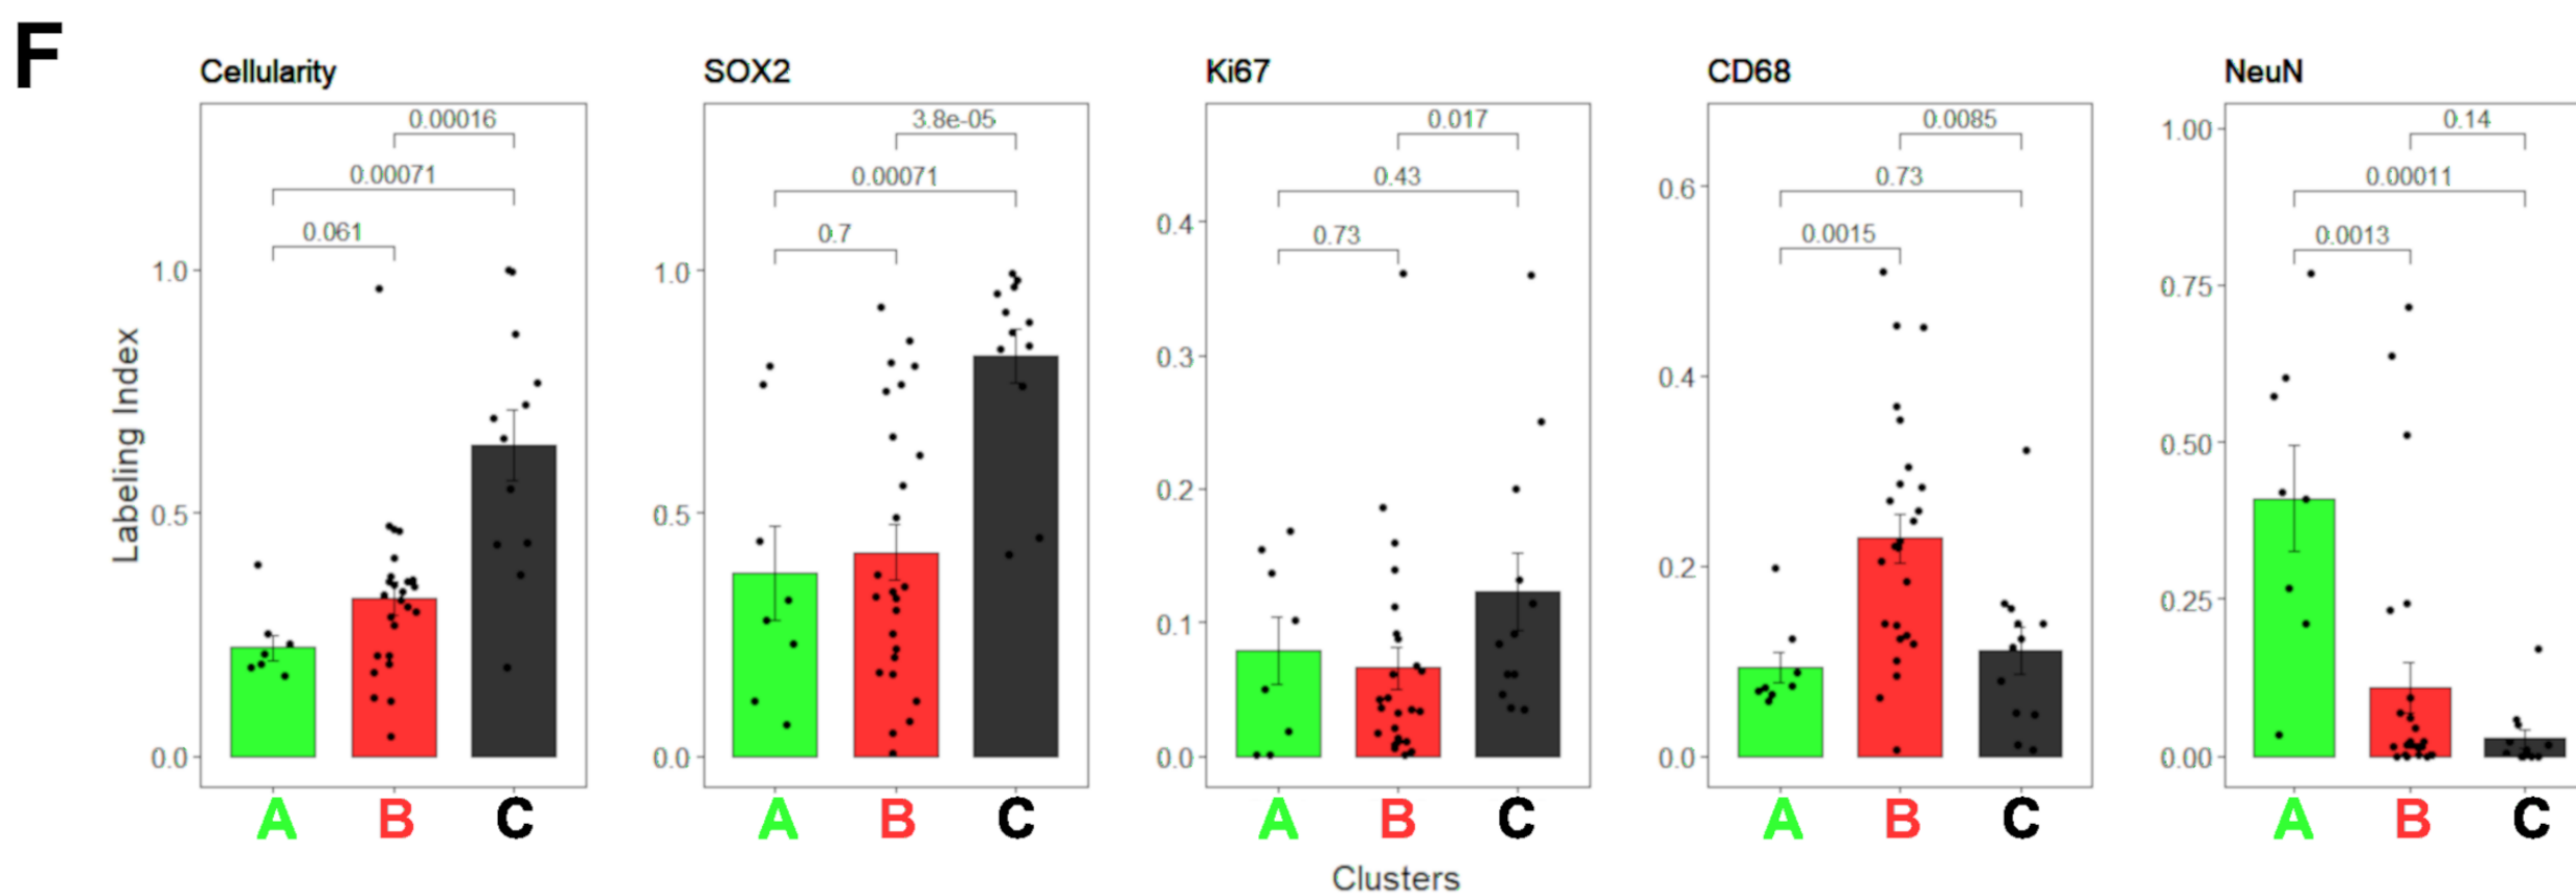 F
Cellularity
SOX2
Ki67
CD68
NeuN
Labeling Index
0.00016
0.00071
0.061
1.0
0.5
0.0
A B C
3.8e-05
0.00071
0.7
1.0
0.5
0.0
A B C
0.017
0.43
0.73
0.4
0.3
0.2
0.1
0.0
A B C
0.0085
0.73
0.0015
0.6
0.4
0.2
0.0
A B C
0.14
0.00011
0.0013
1.00
0.75
0.50
0.25
0.00
A B C
Clusters